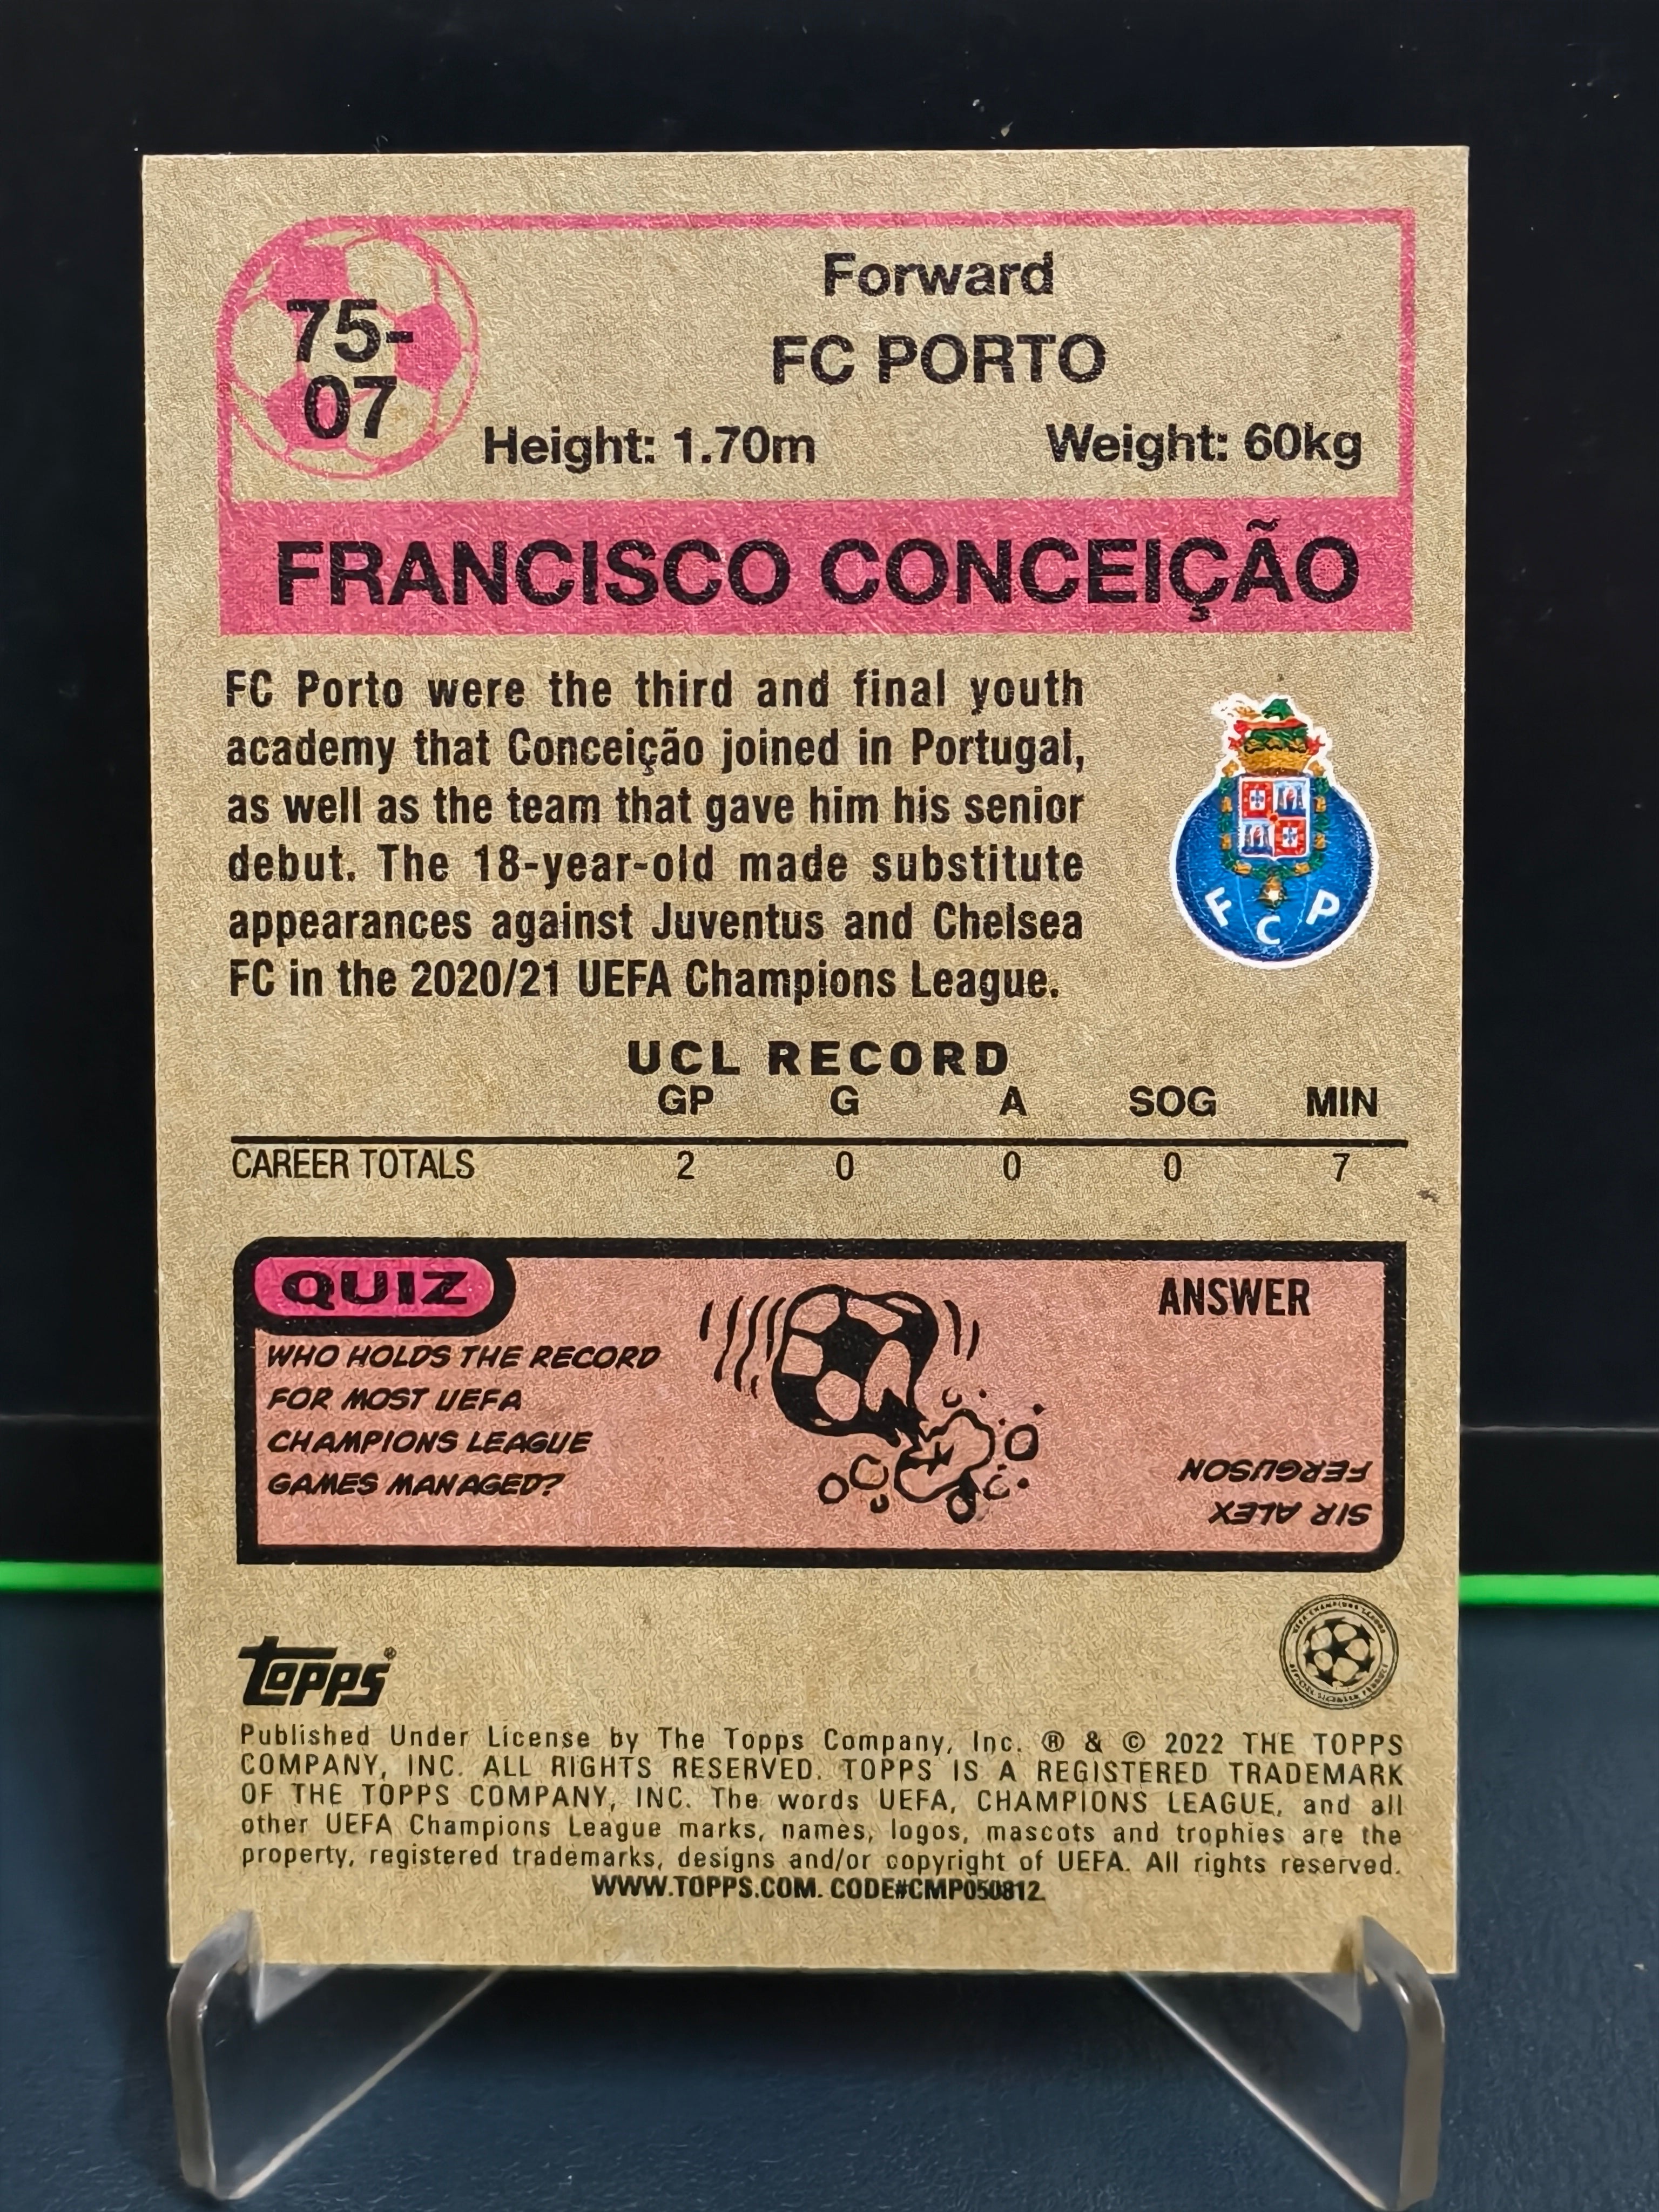 75-
07
Forward
FC PORTO
Height: 1.70m Weight: 60kg
FRANCISCO CONCEIÇÃO
FC Porto were the third and final youth
academy that Conceição joined in Portugal,
as well as the team that gave him his senior
debut. The 18-year-old made substitute
appearances against Juventus and Chelsea
FC in the 2020/21 UEFA Champions League.
F C P
UCL RECORD
GP G A SOG MIN
CAREER TOTALS 2 0 0 0 7
QUIZ
WHO HOLDS THE RECORD
FOR MOST UEFA
CHAMPIONS LEAGUE
GAMES MANAGED?
ANSWER
SIR ALEX
FERGUSON
topps®
Published Under License by The Topps Company, Inc. ® & © 2022 THE TOPPS
COMPANY, INC. ALL RIGHTS RESERVED. TOPPS IS A REGISTERED TRADEMARK
OF THE TOPPS COMPANY, INC. The words UEFA, CHAMPIONS LEAGUE, and all
other UEFA Champions League marks, names, logos, mascots and trophies are the
property, registered trademarks, designs and/or copyright of UEFA. All rights reserved.
WWW.TOPPS.COM. CODE#CMP050812.